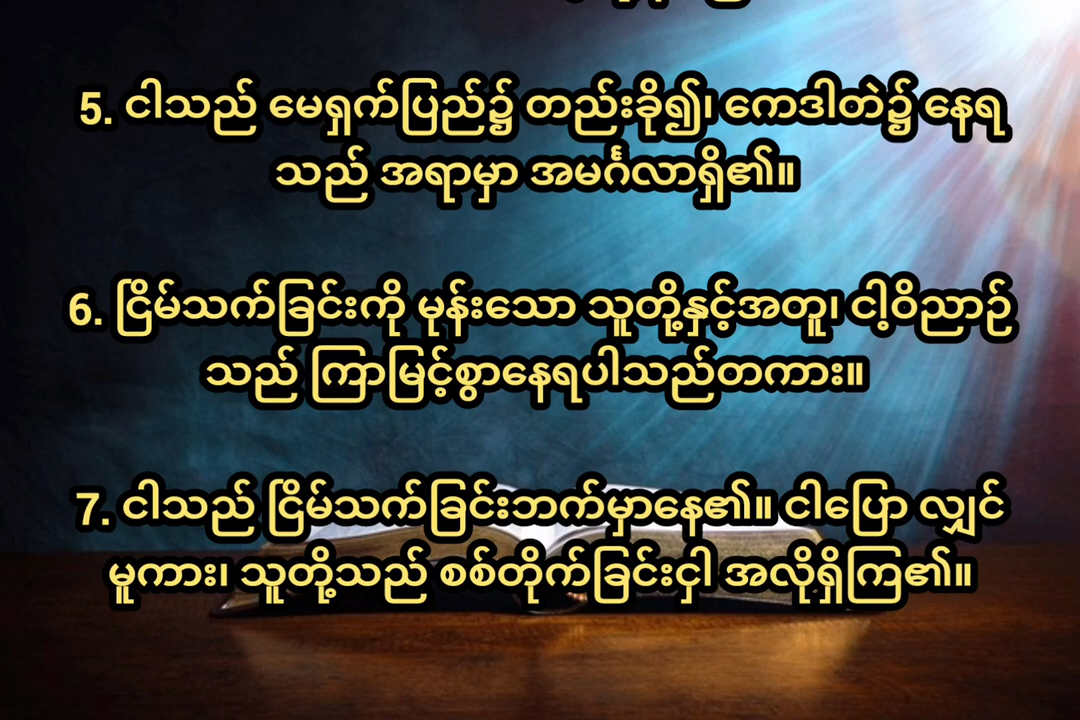 5. ငါသည် မေရှက်ပြည်၌ တည်းခို၍၊ ကေဒါတဲ၌ နေရ
သည် အရာမှာ အမင်္ဂလာရှိ၏။
6. ငြိမ်သက်ခြင်းကို မုန်းသော သူတို့နှင့်အတူ၊ ငါ့ဝိညာဉ်
သည် ကြာမြင့်စွာနေရပါသည်တကား။
7. ငါသည် ငြိမ်သက်ခြင်းဘက်မှာနေ၏။ ငါပြော လျှင်
မူကား၊ သူတို့သည် စစ်တိုက်ခြင်းငှါ အလိုရှိကြ၏။